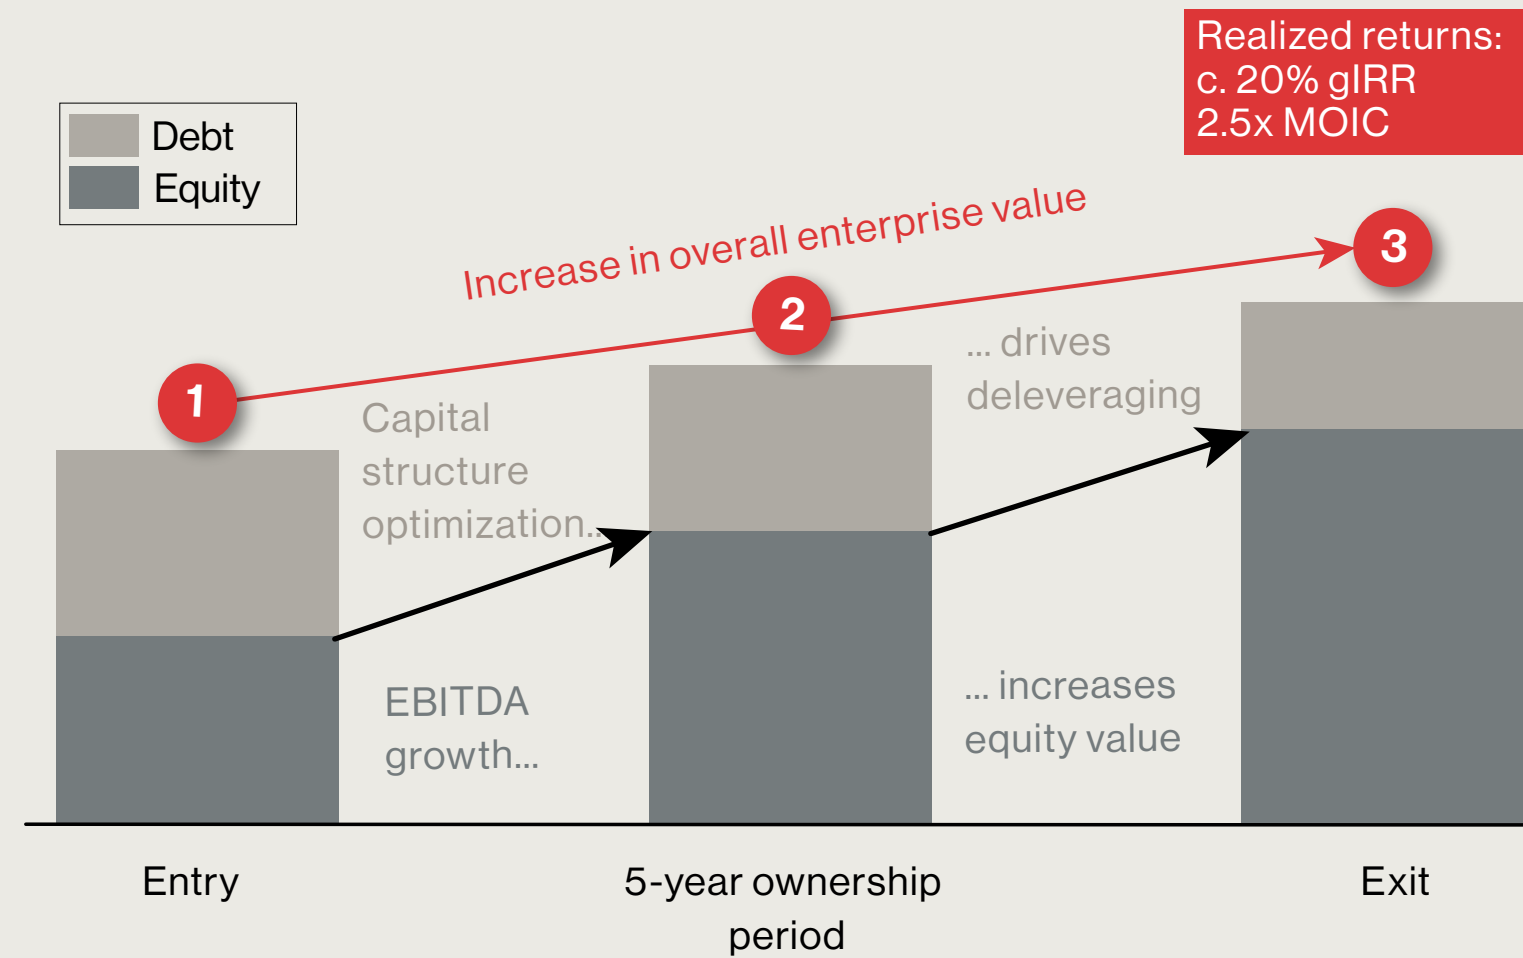 Realized returns:
c. 20% gIRR
2.5x MOIC
Debt
Equity
Increase in overall enterprise value
1
2
3
Capital
structure
optimization..
... drives
deleveraging
EBITDA
growth...
... increases
equity value
Entry
5-year ownership
period
Exit